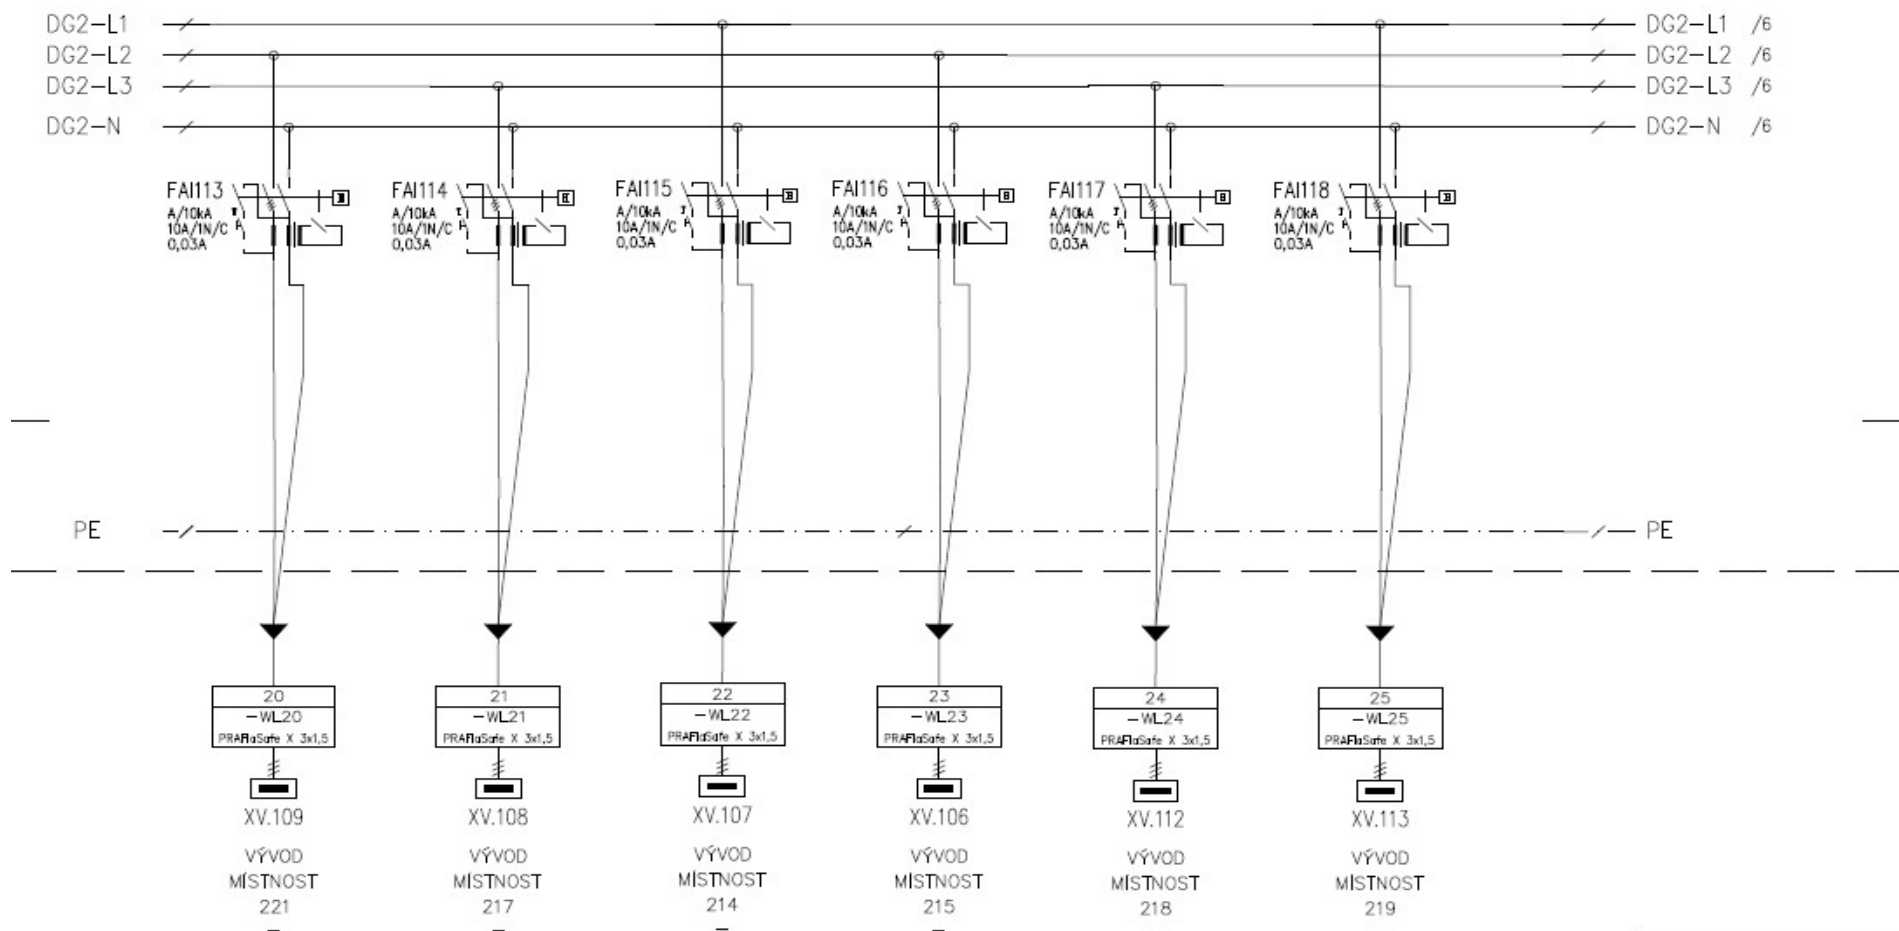 DG2-L1 DG2-L1 /6
DG2-L2 DG2-L2 /6
DG2-L3 DG2-L3 /6
DG2-N DG2-N /6
FAI113 FAI114 FAI115 FAI116 FAI117 FAI118
A/10kA A/10kA A/10kA A/10kA A/10kA A/10kA
10A/1N/C 10A/1N/C 10A/1N/C 10A/1N/C 10A/1N/C 10A/1N/C
0,03A 0,03A 0,03A 0,03A 0,03A 0,03A
PE PE
20 21 22 23 24 25
-WL20 -WL21 -WL22 -WL23 -WL24 -WL25
PRAFlaSafe X 3x1,5 PRAFlaSafe X 3x1,5 PRAFlaSafe X 3x1,5 PRAFlaSafe X 3x1,5 PRAFlaSafe X 3x1,5 PRAFlaSafe X 3x1,5
XV.109 XV.108 XV.107 XV.106 XV.112 XV.113
VÝVOD VÝVOD VÝVOD VÝVOD VÝVOD VÝVOD
MÍSTNOST MÍSTNOST MÍSTNOST MÍSTNOST MÍSTNOST MÍSTNOST
221 217 214 215 218 219